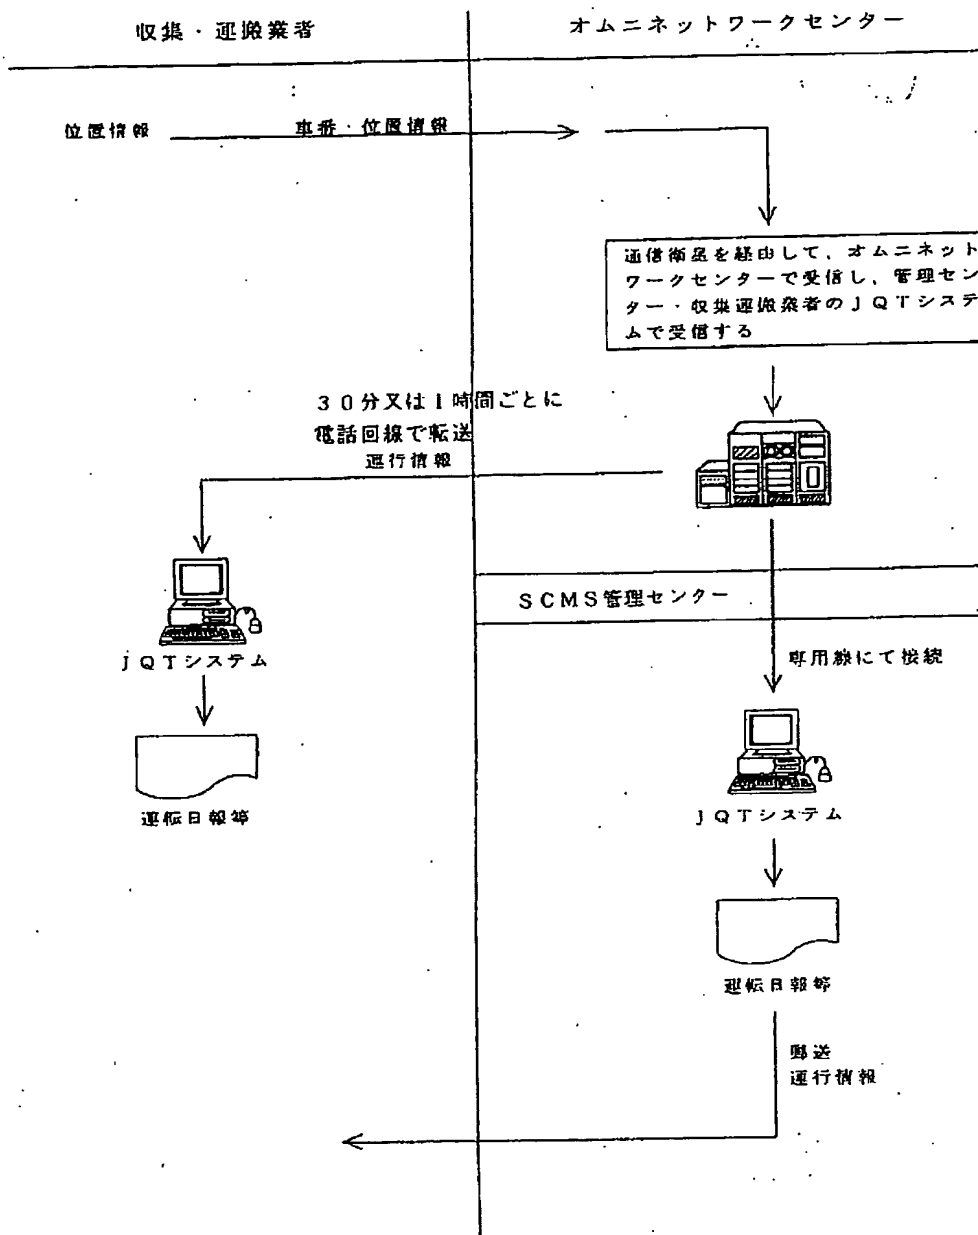 収集・運搬業者
オムニネットワークセンター
位置情報
車番・位置情報
通信衛星を経由して、オムニネット
ワークセンターで受信し、管理セン
ター・収集運搬業者のJQTシステ
ムで受信する
30分又は1時間ごとに
電話回線で転送
運行情報
SCMS管理センター
専用線にて接続
JQTシステム
JQTシステム
運転日報等
運転日報等
郵送
運行情報